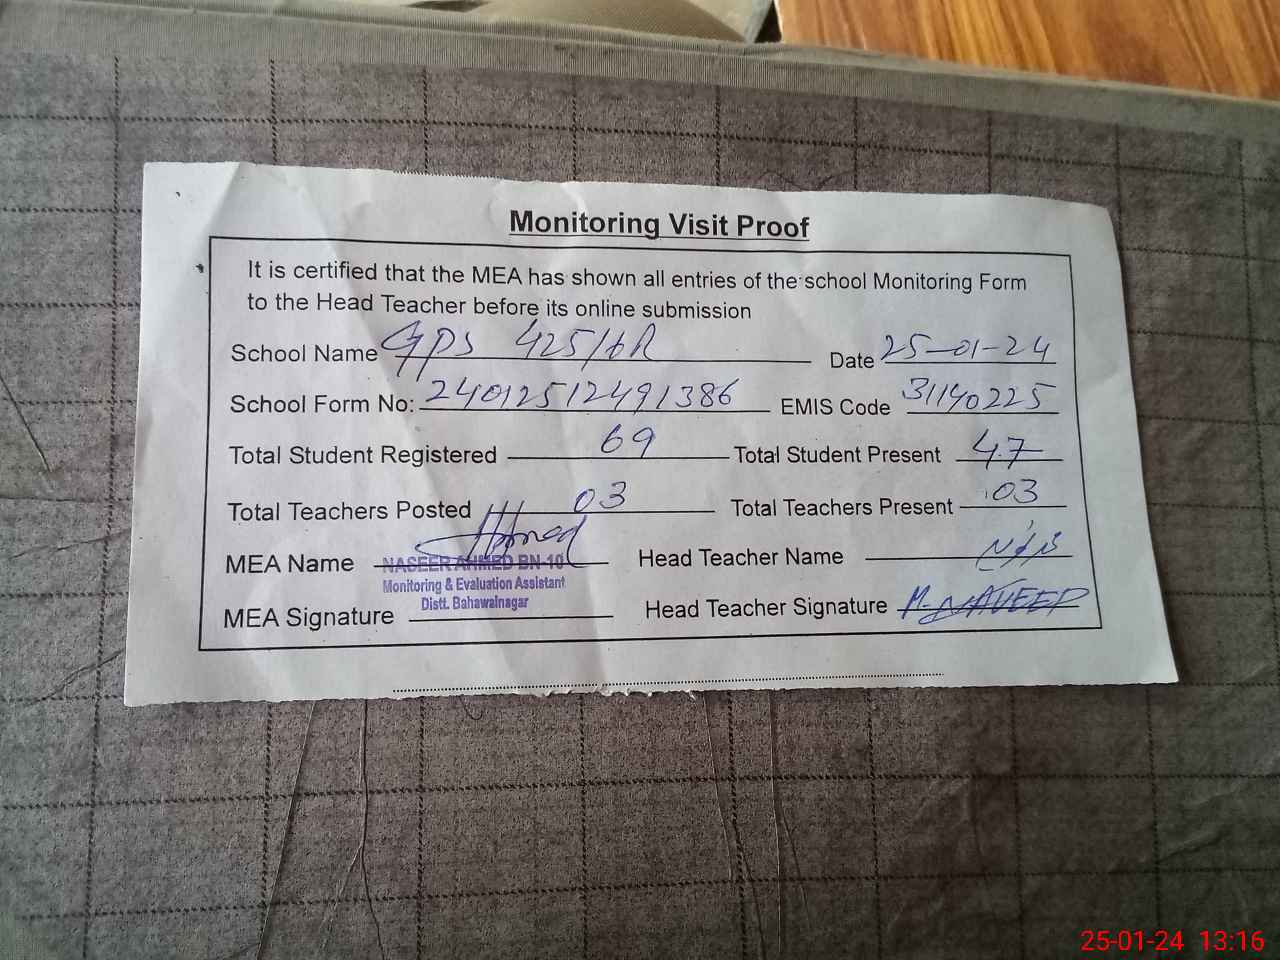 Monitoring Visit Proof
It is certified that the MEA has shown all entries of the school Monitoring Form
to the Head Teacher before its online submission
School Name GPS 425/6R Date 25-01-24
School Form No: 24012512491386 EMIS Code 31140225
Total Student Registered 69 Total Student Present 47
Total Teachers Posted 03 Total Teachers Present 03
MEA Name NASEER AHMED BN-10 Head Teacher Name
Monitoring & Evaluation Assistant
Distt. Bahawalnagar
MEA Signature Head Teacher Signature M. NAVEED
25-01-24 13:16